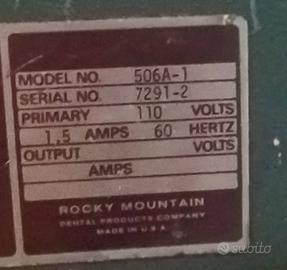 MODEL NO. 506A-1
SERIAL NO. 7291-2
PRIMARY 110 VOLTS
1.5 AMPS 60 HERTZ
OUTPUT VOLTS
AMPS
ROCKY MOUNTAIN
DENTAL PRODUCTS COMPANY
MADE IN U.S.A.
subito